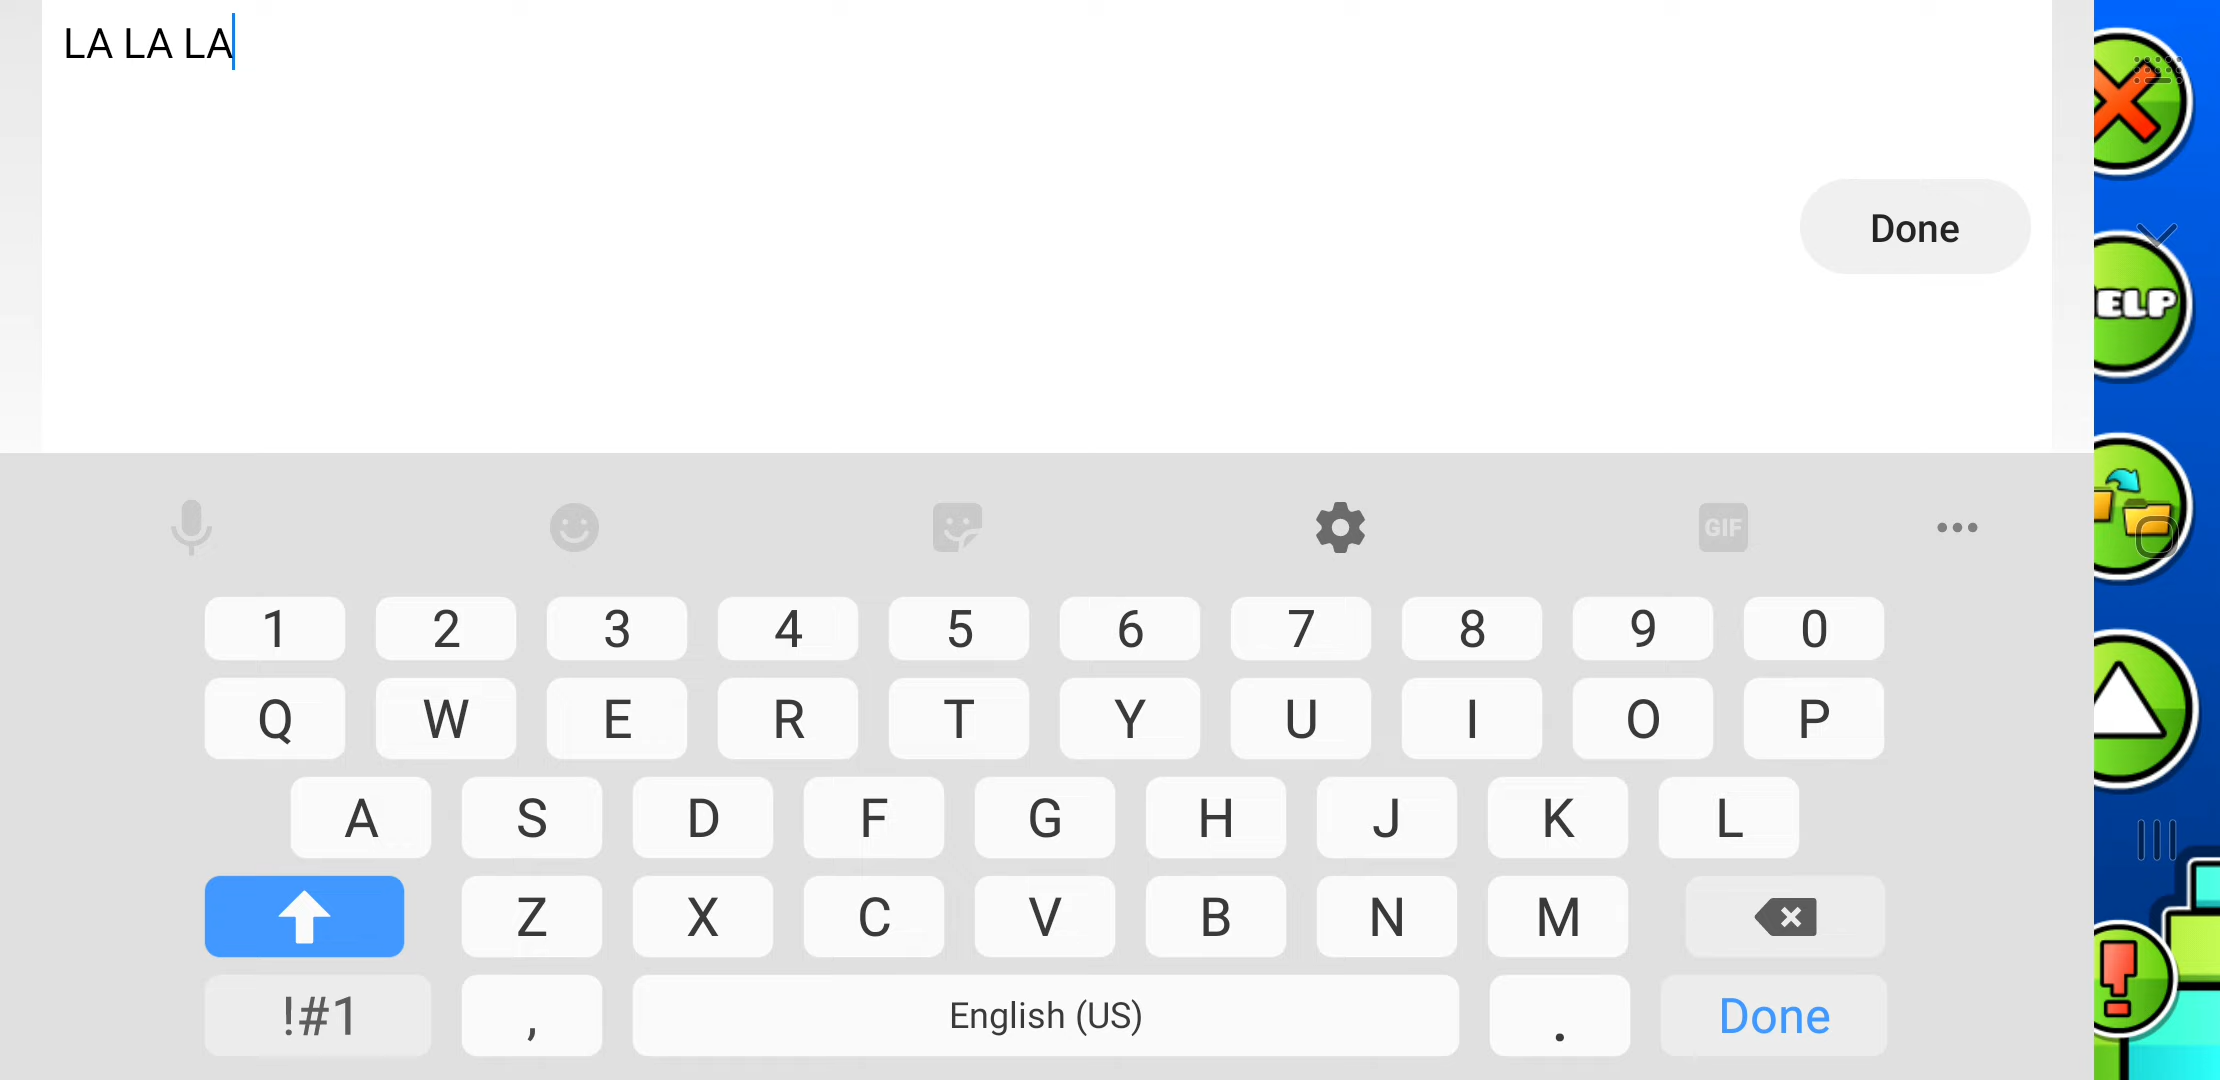 LA LA LA
Done
ELP
GIF
1 2 3 4 5 6 7 8 9 0
Q W E R T Y U I O P
A S D F G H J K L
Z X C V B N M
!#1 , English (US) . Done